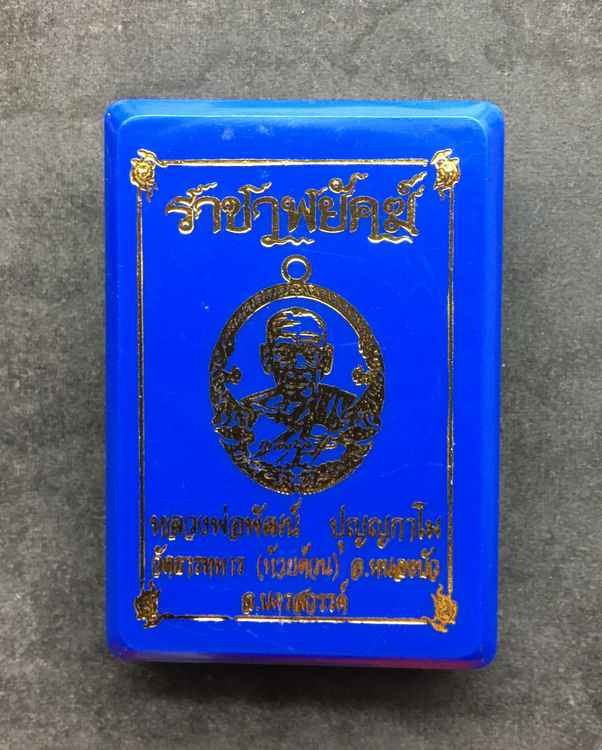 ราชาพยัคฆ์
หลวงพ่อพัฒน์ ปุญญกาโม
วัดธารทหาร (ห้วยด้วน) อ.หนองบัว
จ.นครสวรรค์